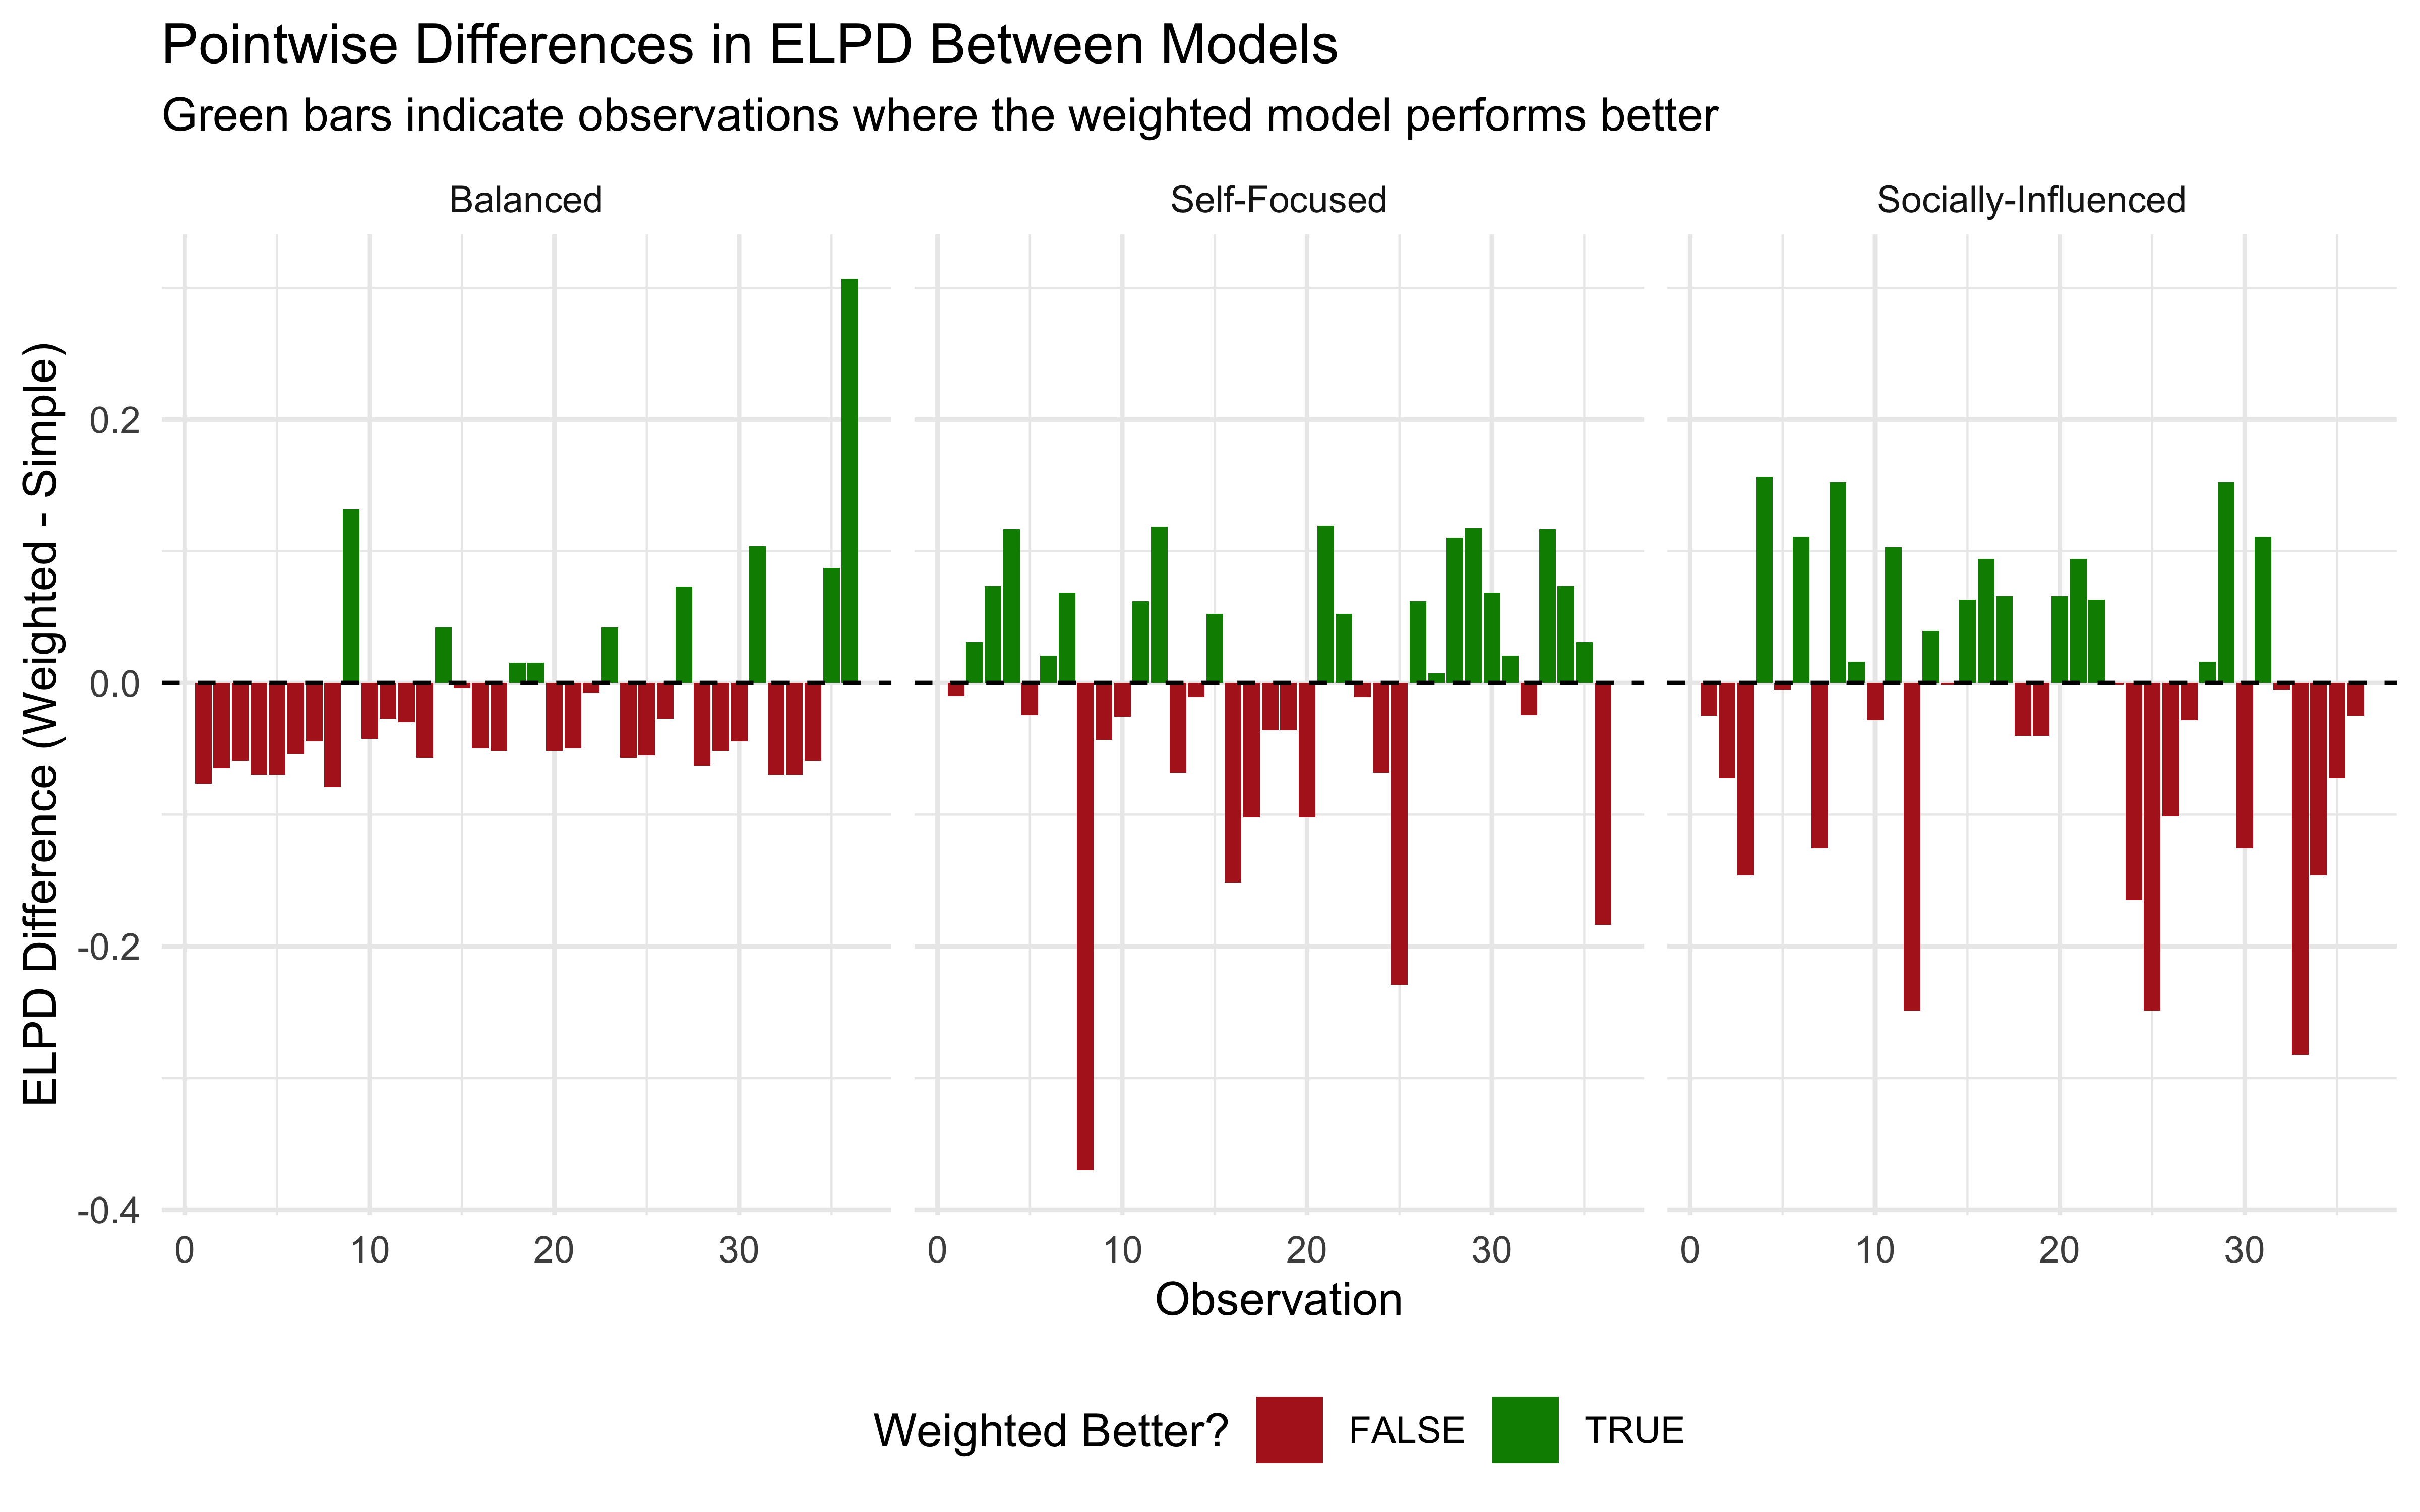 Pointwise Differences in ELPD Between Models
Green bars indicate observations where the weighted model performs better
Balanced
Self-Focused
Socially-Influenced
ELPD Difference (Weighted - Simple)
0.2
0.0
-0.2
-0.4
0 10 20 30
0 10 20 30
0 10 20 30
Observation
Weighted Better? FALSE TRUE